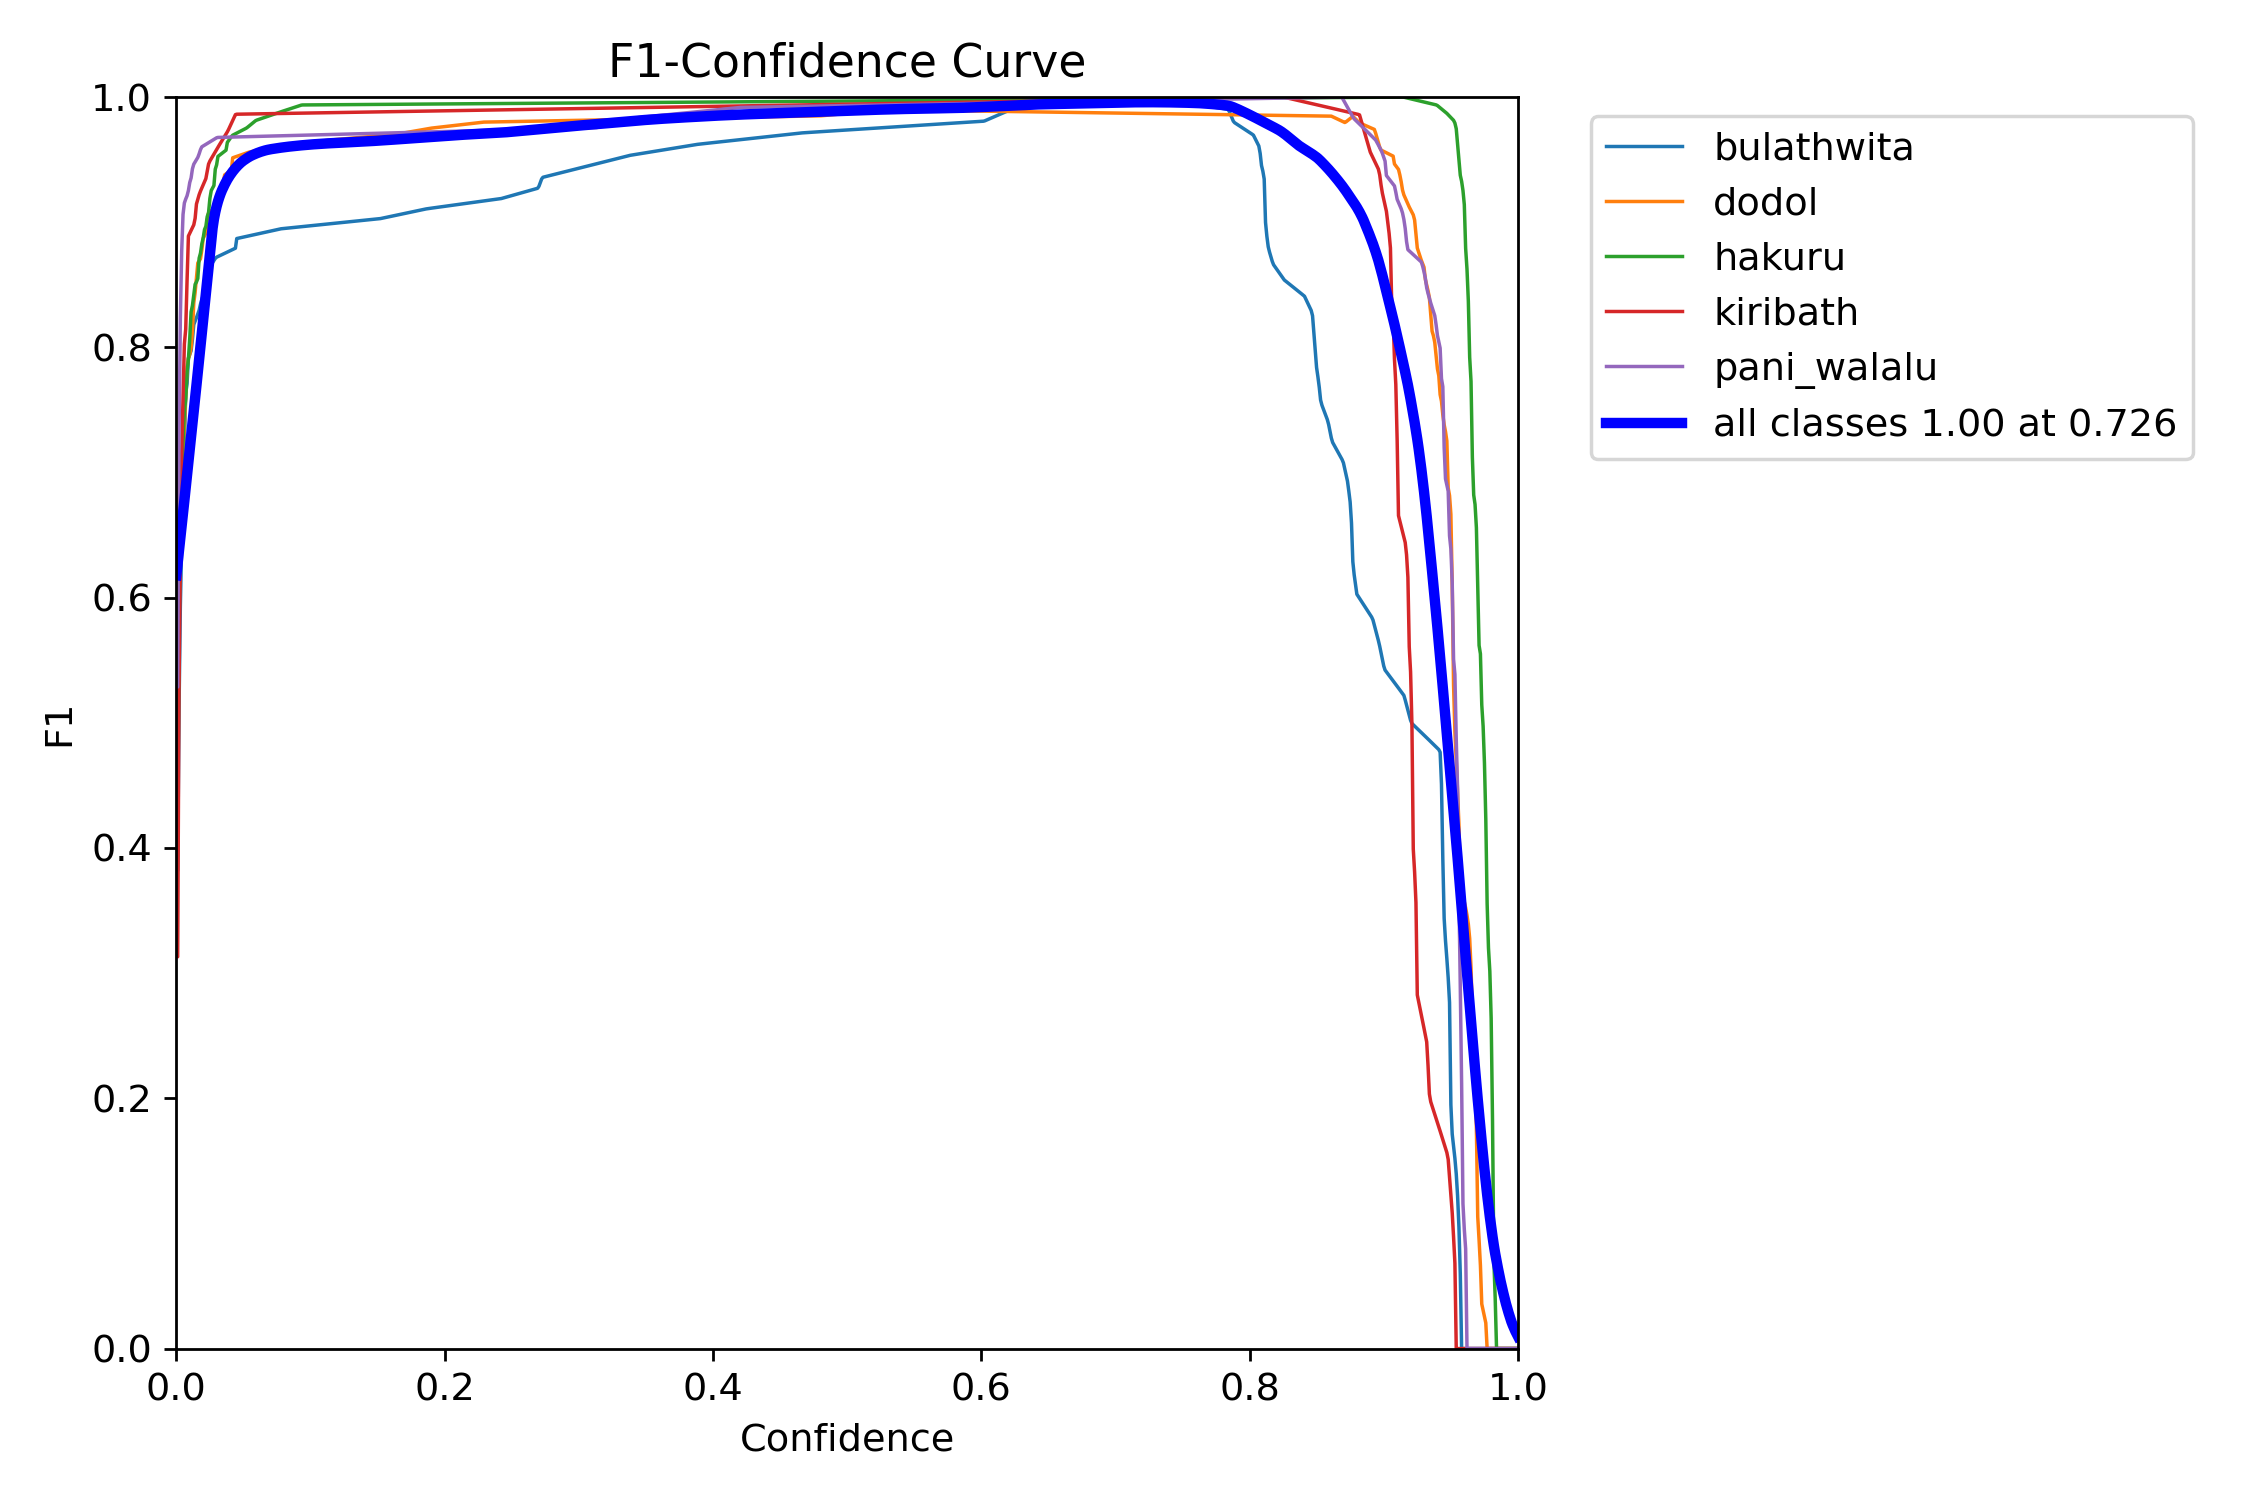 F1-Confidence Curve
1.0
0.8
0.6
0.4
0.2
0.0
F1
0.0 0.2 0.4 0.6 0.8 1.0
Confidence
bulathwita
dodol
hakuru
kiribath
pani_walalu
all classes 1.00 at 0.726